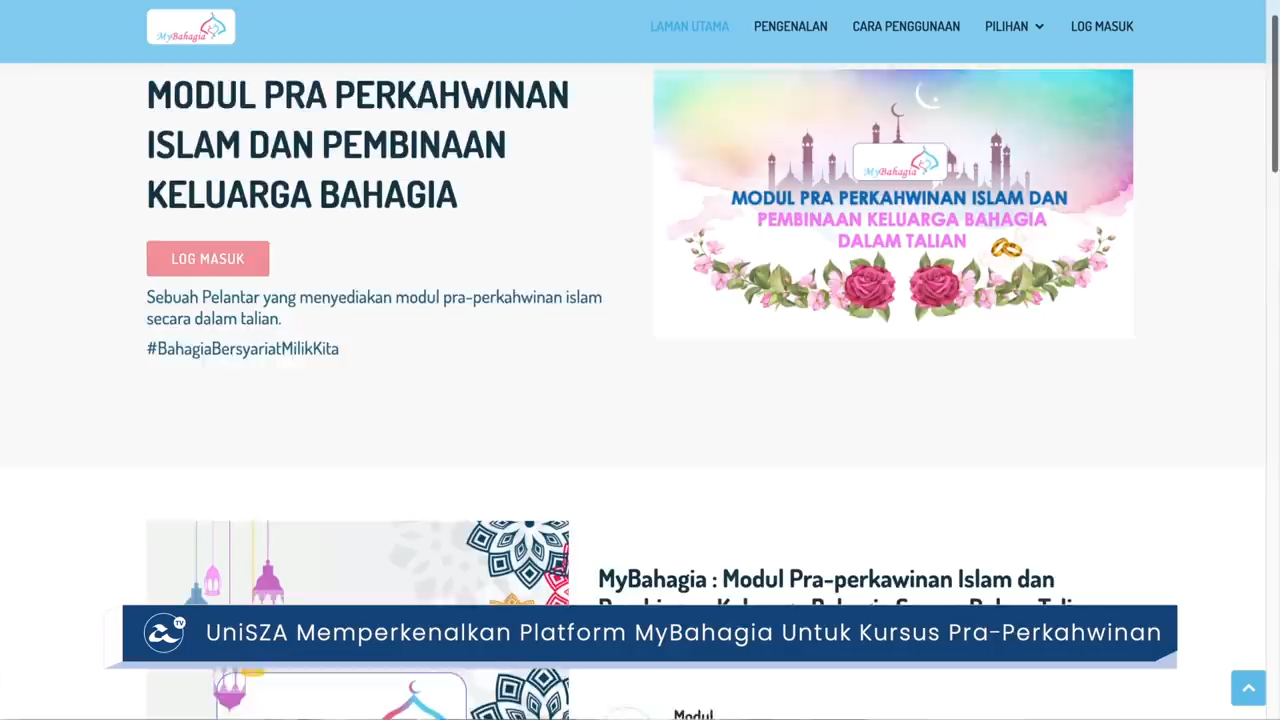 MyBahagia
LAMAN UTAMA
PENGENALAN
CARA PENGGUNAAN
PILIHAN
LOG MASUK
MODUL PRA PERKAHWINAN
ISLAM DAN PEMBINAAN
KELUARGA BAHAGIA
LOG MASUK
Sebuah Pelantar yang menyediakan modul pra-perkahwinan islam
secara dalam talian.
#BahagiaBersyariatMilikKita
MyBahagia
MODUL PRA PERKAHWINAN ISLAM DAN
PEMBINAAN KELUARGA BAHAGIA
DALAM TALIAN
MyBahagia : Modul Pra-perkawinan Islam dan
TV
UniSZA Memperkenalkan Platform MyBahagia Untuk Kursus Pra-Perkahwinan
Modul